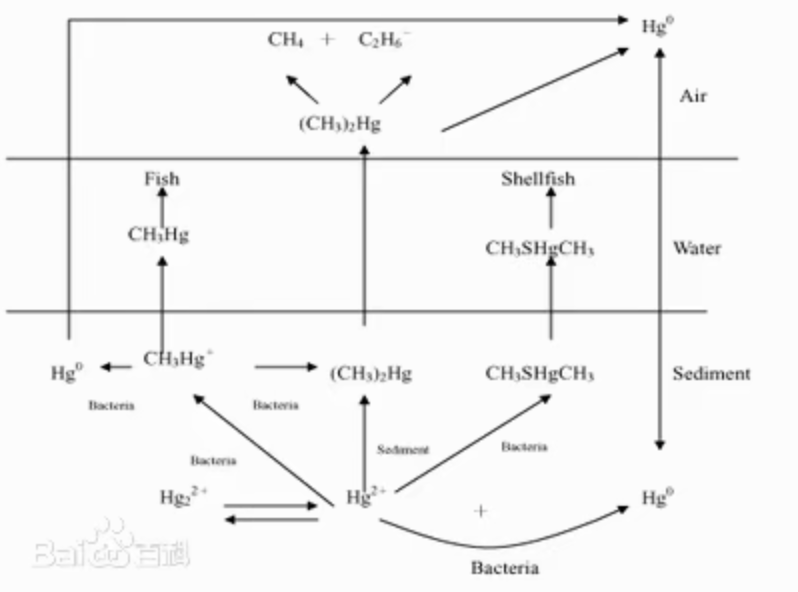 Hg⁰
CH₄ + C₂H₆⁻
Air
(CH₃)₂Hg
Fish
Shellfish
CH₃Hg
CH₃SHgCH₃
Water
Hg⁰
CH₃Hg⁺
(CH₃)₂Hg
CH₃SHgCH₃
Sediment
Bacteria
Bacteria
Bacteria
Sediment
Bacteria
Hg₂²⁺
Hg²⁺
+
Hg⁰
Bacteria
Bai百科